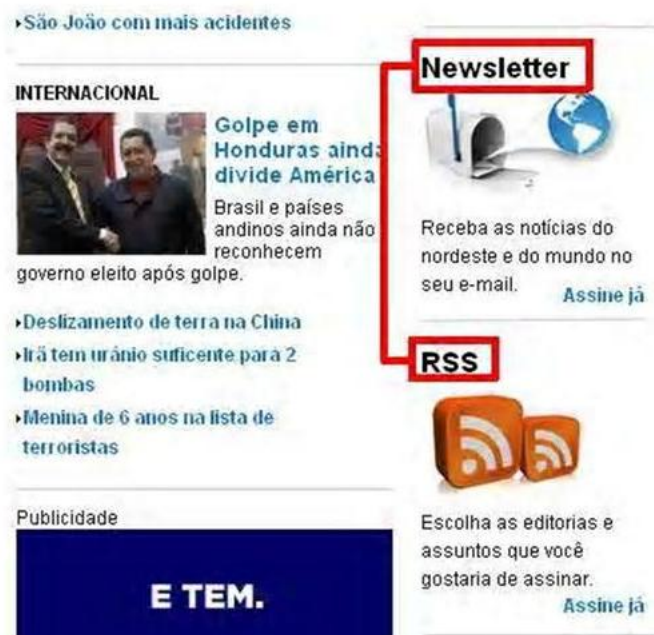 São João com mais acidentes
INTERNACIONAL
Golpe em
Honduras ainda
divide América
Brasil e países
andinos ainda não
reconhecem
governo eleito após golpe.
Deslizamento de terra na China
Irã tem urânio suficente para 2
bombas
Menina de 6 anos na lista de
terroristas
Publicidade
E TEM.
Newsletter
Receba as notícias do
nordeste e do mundo no
seu e-mail.
Assine já
RSS
Escolha as editorias e
assuntos que você
gostaria de assinar.
Assine já